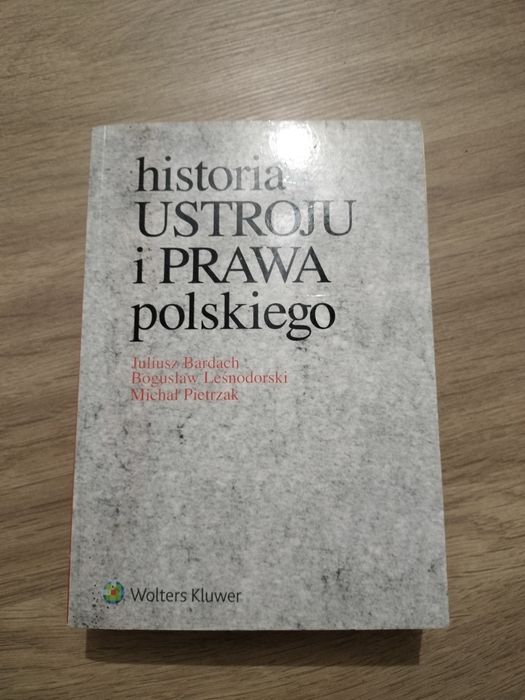 historia
USTROJU
i PRAWA
polskiego
Juliusz Bardach
Bogusław Leśnodorski
Michał Pietrzak
Wolters Kluwer